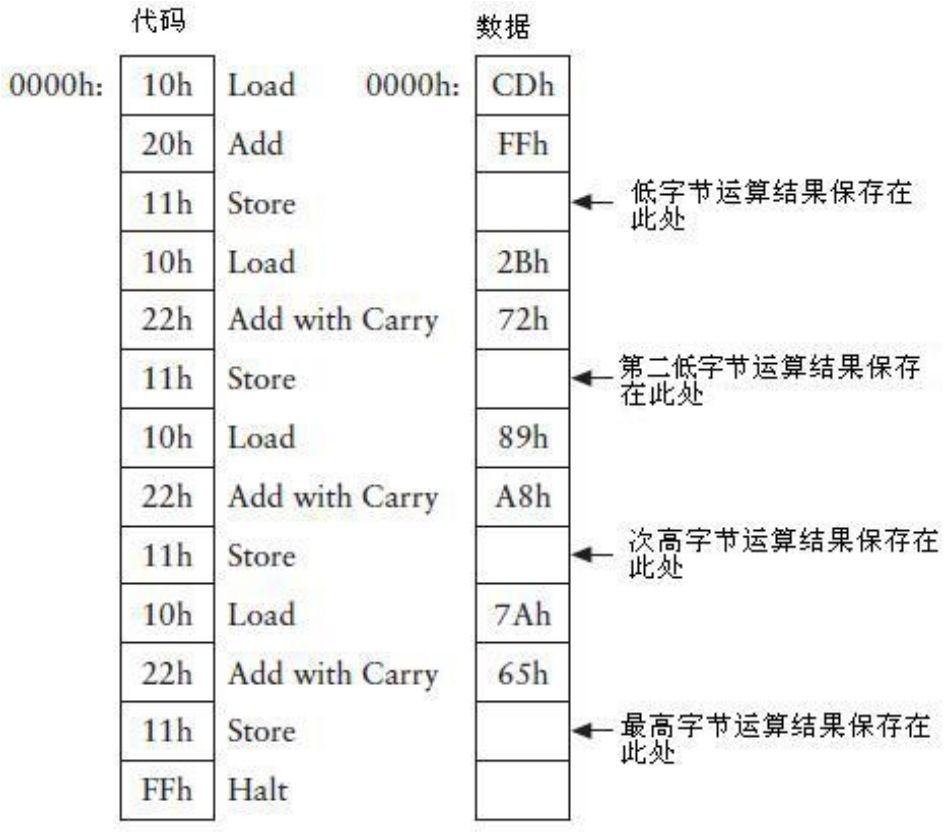 代码 数据
0000h: 10h Load 0000h: CDh
20h Add FFh
11h Store
低字节运算结果保存在
此处
10h Load 2Bh
22h Add with Carry 72h
11h Store
第二低字节运算结果保存
在此处
10h Load 89h
22h Add with Carry A8h
11h Store
次高字节运算结果保存在
此处
10h Load 7Ah
22h Add with Carry 65h
11h Store
最高字节运算结果保存在
此处
FFh Halt